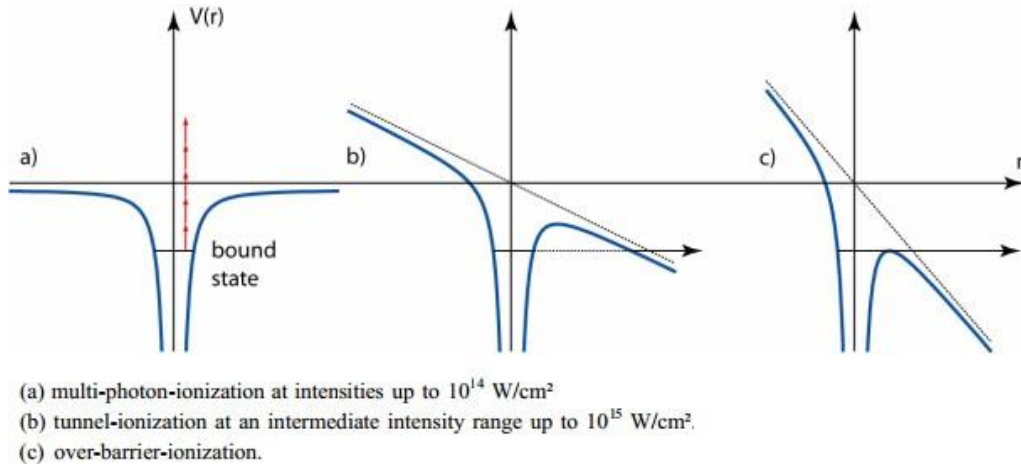 V(r)
a)
b)
c)
r
bound
state
(a) multi-photon-ionization at intensities up to 10¹⁴ W/cm²
(b) tunnel-ionization at an intermediate intensity range up to 10¹⁵ W/cm².
(c) over-barrier-ionization.